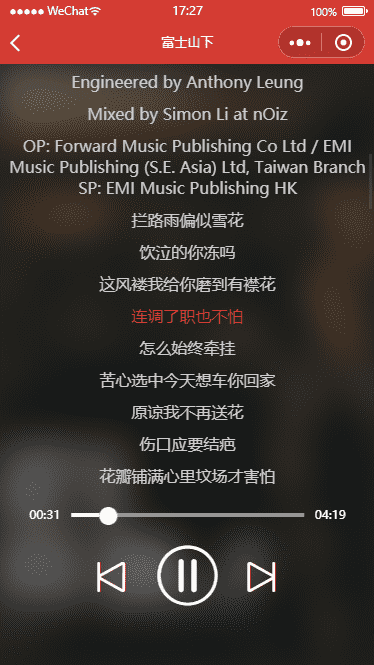 WeChat
17:27
100%
富士山下
Engineered by Anthony Leung
Mixed by Simon Li at nOiz
OP: Forward Music Publishing Co Ltd / EMI
Music Publishing (S.E. Asia) Ltd, Taiwan Branch
SP: EMI Music Publishing HK
拦路雨偏似雪花
饮泣的你冻吗
这风褛我给你磨到有襟花
连调了职也不怕
怎么始终牵挂
苦心选中今天想车你回家
原谅我不再送花
伤口应要结疤
花瓣铺满心里坟场才害怕
00:31
04:19